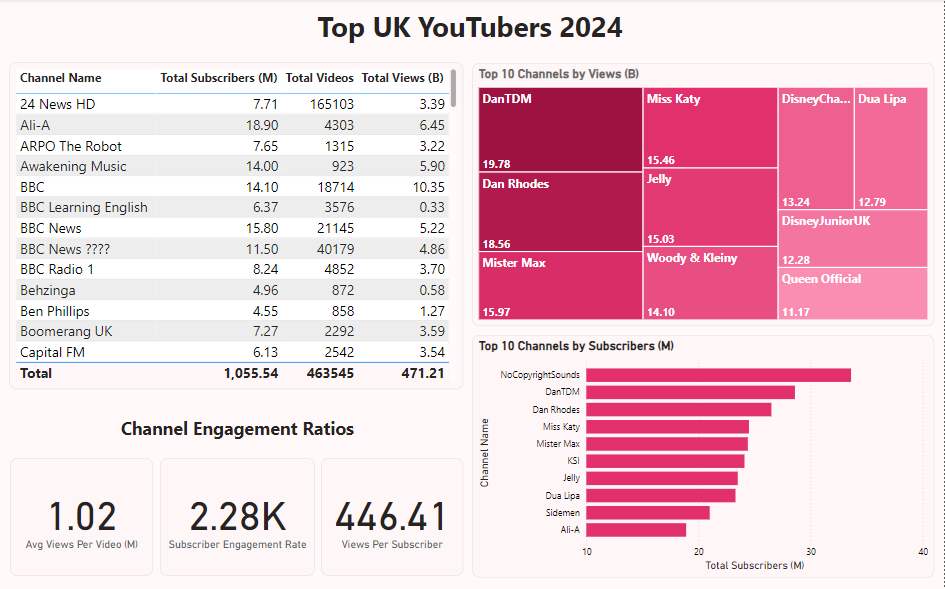 Top UK YouTubers 2024
Channel Name Total Subscribers (M) Total Videos Total Views (B)
24 News HD 7.71 165103 3.39
Ali-A 18.90 4303 6.45
ARPO The Robot 7.65 1315 3.22
Awakening Music 14.00 923 5.90
BBC 14.10 18714 10.35
BBC Learning English 6.37 3576 0.33
BBC News 15.80 21145 5.22
BBC News ???? 11.50 40179 4.86
BBC Radio 1 8.24 4852 3.70
Behzinga 4.96 872 0.58
Ben Phillips 4.55 858 1.27
Boomerang UK 7.27 2292 3.59
Capital FM 6.13 2542 3.54
Total 1,055.54 463545 471.21
Channel Engagement Ratios
1.02
Avg Views Per Video (M)
2.28K
Subscriber Engagement Rate
446.41
Views Per Subscriber
Top 10 Channels by Views (B)
DanTDM
19.78
Dan Rhodes
18.56
Mister Max
15.97
Miss Katy
15.46
Jelly
15.03
Woody & Kleiny
14.10
DisneyCha...
13.24
Dua Lipa
12.79
DisneyJuniorUK
12.28
Queen Official
11.17
Top 10 Channels by Subscribers (M)
Channel Name
NoCopyrightSounds
DanTDM
Dan Rhodes
Miss Katy
Mister Max
KSI
Jelly
Dua Lipa
Sidemen
Ali-A
10 20 30 40
Total Subscribers (M)